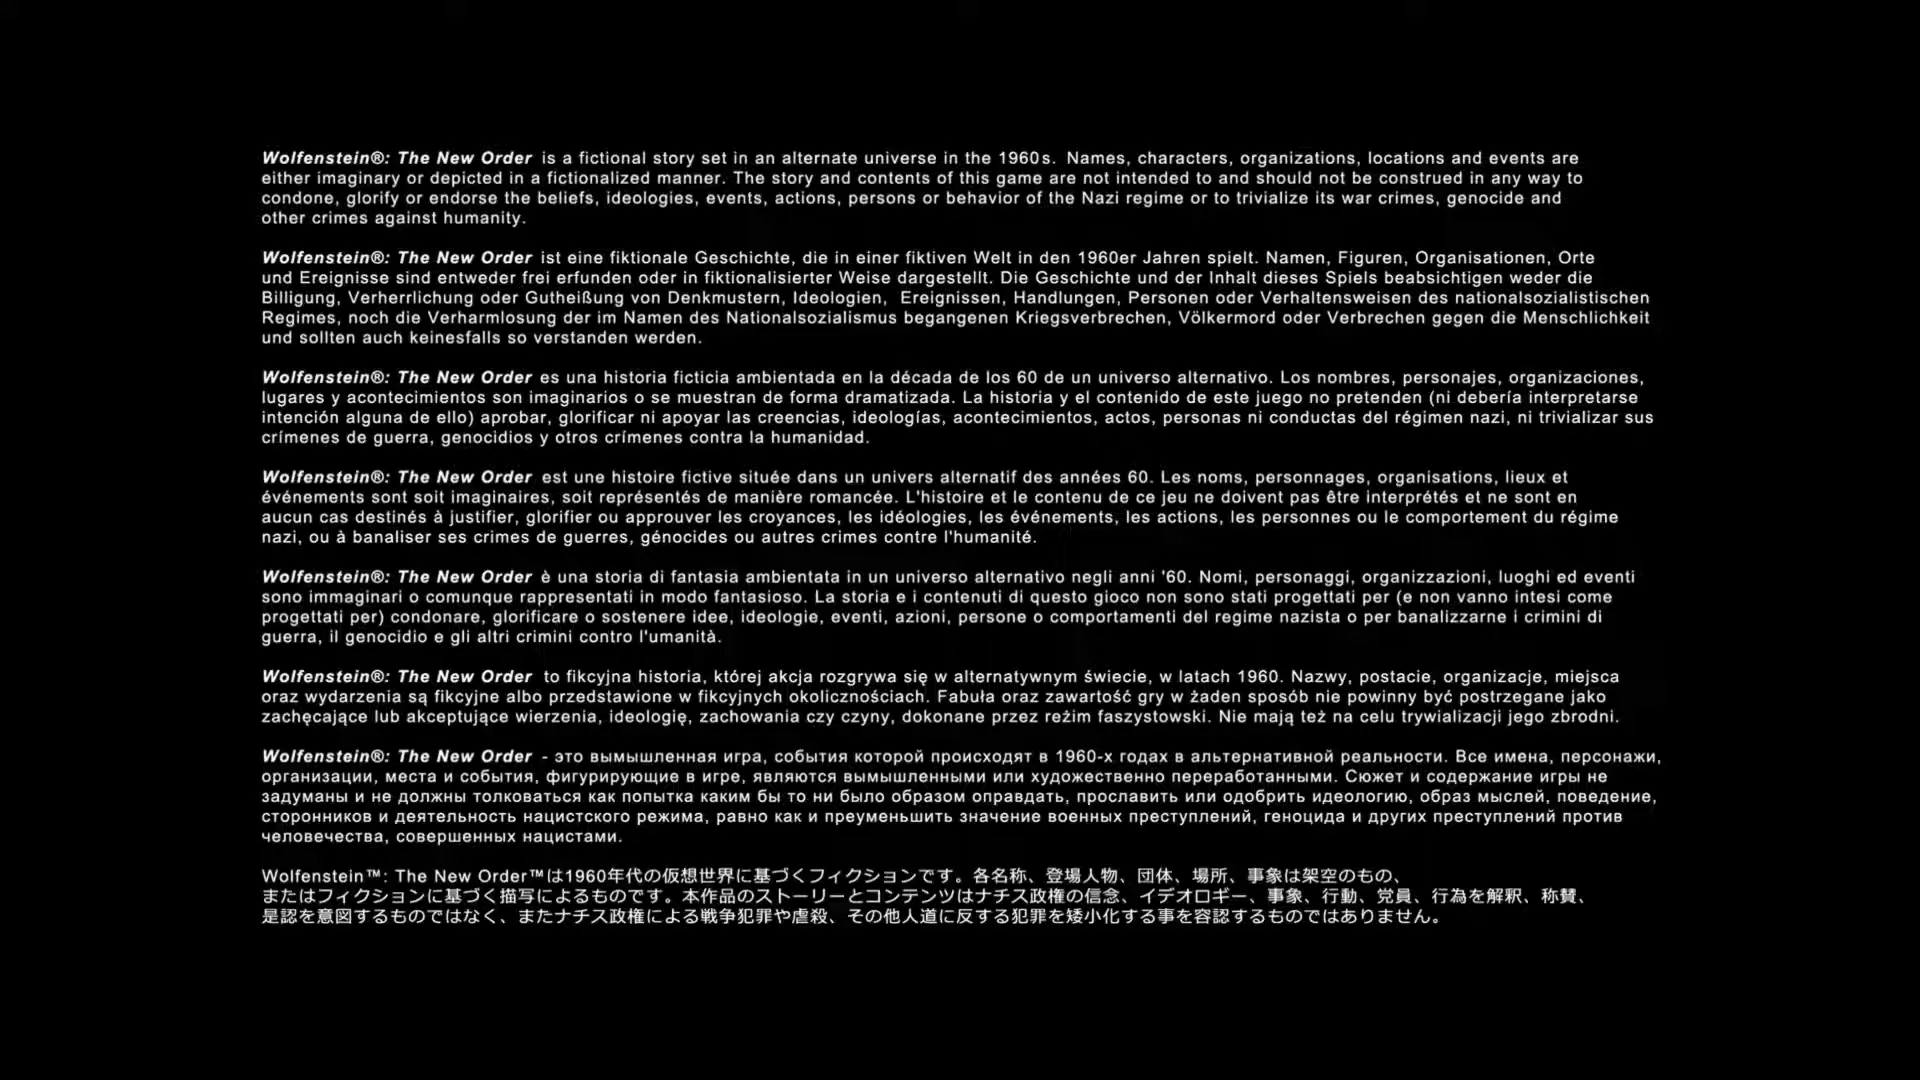 Wolfenstein®: The New Order is a fictional story set in an alternate universe in the 1960s. Names, characters, organizations, locations and events are
either imaginary or depicted in a fictionalized manner. The story and contents of this game are not intended to and should not be construed in any way to
condone, glorify or endorse the beliefs, ideologies, events, actions, persons or behavior of the Nazi regime or to trivialize its war crimes, genocide and
other crimes against humanity.
Wolfenstein®: The New Order ist eine fiktionale Geschichte, die in einer fiktiven Welt in den 1960er Jahren spielt. Namen, Figuren, Organisationen, Orte
und Ereignisse sind entweder frei erfunden oder in fiktionalisierter Weise dargestellt. Die Geschichte und der Inhalt dieses Spiels beabsichtigen weder die
Billigung, Verherrlichung oder Gutheißung von Denkmustern, Ideologien, Ereignissen, Handlungen, Personen oder Verhaltensweisen des nationalsozialistischen
Regimes, noch die Verharmlosung der im Namen des Nationalsozialismus begangenen Kriegsverbrechen, Völkermord oder Verbrechen gegen die Menschlichkeit
und sollten auch keinesfalls so verstanden werden.
Wolfenstein®: The New Order es una historia ficticia ambientada en la década de los 60 de un universo alternativo. Los nombres, personajes, organizaciones,
lugares y acontecimientos son imaginarios o se muestran de forma dramatizada. La historia y el contenido de este juego no pretenden (ni debería interpretarse
intención alguna de ello) aprobar, glorificar ni apoyar las creencias, ideologías, acontecimientos, actos, personas ni conductas del régimen nazi, ni trivializar sus
crímenes de guerra, genocidios y otros crímenes contra la humanidad.
Wolfenstein®: The New Order est une histoire fictive située dans un univers alternatif des années 60. Les noms, personnages, organisations, lieux et
événements sont soit imaginaires, soit représentés de manière romancée. L'histoire et le contenu de ce jeu ne doivent pas être interprétés et ne sont en
aucun cas destinés à justifier, glorifier ou approuver les croyances, les idéologies, les événements, les actions, les personnes ou le comportement du régime
nazi, ou à banaliser ses crimes de guerres, génocides ou autres crimes contre l'humanité.
Wolfenstein®: The New Order è una storia di fantasia ambientata in un universo alternativo negli anni '60. Nomi, personaggi, organizzazioni, luoghi ed eventi
sono immaginari o comunque rappresentati in modo fantasioso. La storia e i contenuti di questo gioco non sono stati progettati per (e non vanno intesi come
progettati per) condonare, glorificare o sostenere idee, ideologie, eventi, azioni, persone o comportamenti del regime nazista o per banalizzarne i crimini di
guerra, il genocidio e gli altri crimini contro l'umanità.
Wolfenstein®: The New Order to fikcyjna historia, której akcja rozgrywa się w alternatywnym świecie, w latach 1960. Nazwy, postacie, organizacje, miejsca
oraz wydarzenia są fikcyjne albo przedstawione w fikcyjnych okolicznościach. Fabuła oraz zawartość gry w żaden sposób nie powinny być postrzegane jako
zachęcające lub akceptujące wierzenia, ideologię, zachowania czy czyny, dokonane przez reżim faszystowski. Nie mają też na celu trywializacji jego zbrodni.
Wolfenstein®: The New Order - это вымышленная игра, события которой происходят в 1960-х годах в альтернативной реальности. Все имена, персонажи,
организации, места и события, фигурирующие в игре, являются вымышленными или художественно переработанными. Сюжет и содержание игры не
задуманы и не должны толковаться как попытка каким бы то ни было образом оправдать, прославить или одобрить идеологию, образ мыслей, поведение,
сторонников и деятельность нацистского режима, равно как и преуменьшить значение военных преступлений, геноцида и других преступлений против
человечества, совершенных нацистами.
Wolfenstein™: The New Order™は1960年代の仮想世界に基づくフィクションです。各名称、登場人物、団体、場所、事象は架空のもの、
またはフィクションに基づく描写によるものです。本作品のストーリーとコンテンツはナチス政権の信念、イデオロギー、事象、行動、党員、行為を解釈、称賛、
是認を意図するものではなく、またナチス政権による戦争犯罪や虐殺、その他人道に反する犯罪を矮小化する事を容認するものではありません。